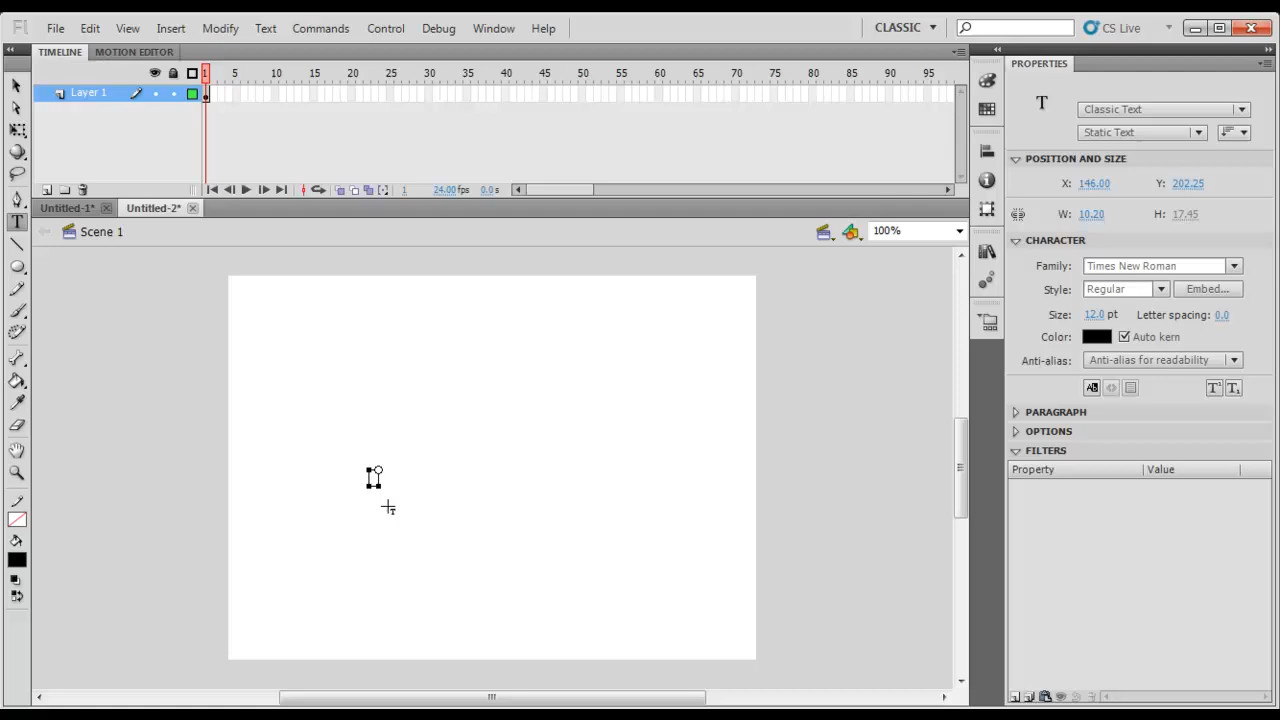 Fl File Edit View Insert Modify Text Commands Control Debug Window Help CLASSIC CS Live
TIMELINE MOTION EDITOR
1 5 10 15 20 25 30 35 40 45 50 55 60 65 70 75 80 85 90 95
Layer 1
1 24.00 fps 0.0 s
Untitled-1* Untitled-2*
Scene 1 100%
PROPERTIES
T Classic Text
Static Text
POSITION AND SIZE
X: 146.00 Y: 202.25
W: 10.20 H: 17.45
CHARACTER
Family: Times New Roman
Style: Regular Embed...
Size: 12.0 pt Letter spacing: 0.0
Color: Auto kern
Anti-alias: Anti-alias for readability
PARAGRAPH
OPTIONS
FILTERS
Property Value